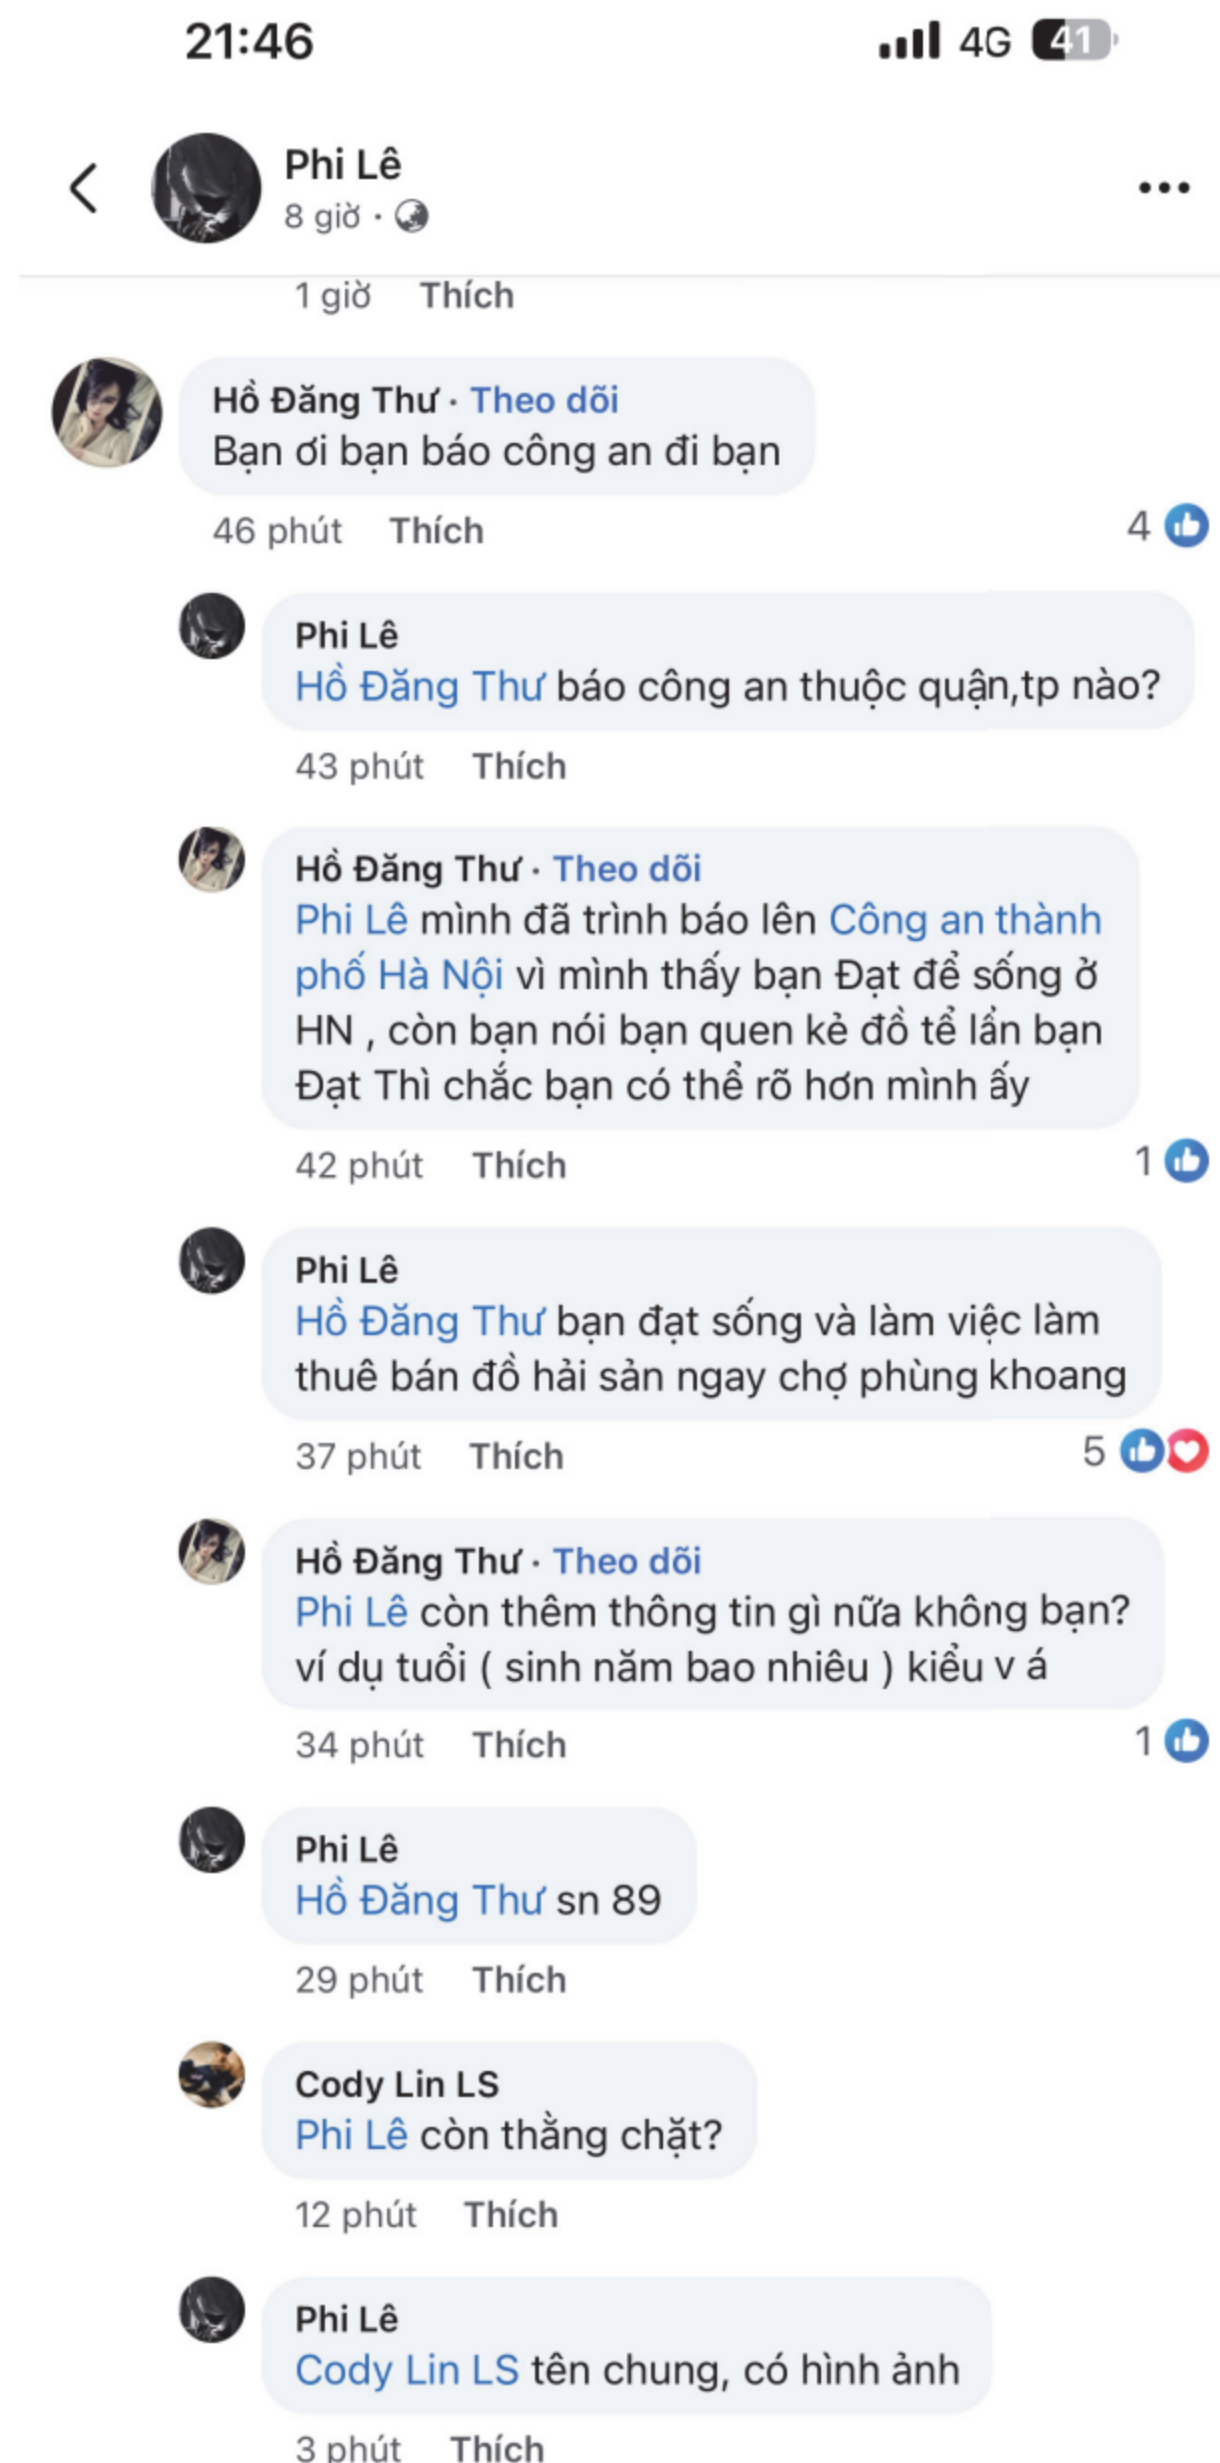 21:46
4G 41
Phi Lê
8 giờ ·
1 giờ Thích
Hồ Đăng Thư · Theo dõi
Bạn ơi bạn báo công an đi bạn
46 phút Thích 4
Phi Lê
Hồ Đăng Thư báo công an thuộc quận,tp nào?
43 phút Thích
Hồ Đăng Thư · Theo dõi
Phi Lê mình đã trình báo lên Công an thành
phố Hà Nội vì mình thấy bạn Đạt để sống ở
HN , còn bạn nói bạn quen kẻ đồ tể lẩn bạn
Đạt Thì chắc bạn có thể rõ hơn mình ấy
42 phút Thích 1
Phi Lê
Hồ Đăng Thư bạn đạt sống và làm việc làm
thuê bán đồ hải sản ngay chợ phùng khoang
37 phút Thích 5
Hồ Đăng Thư · Theo dõi
Phi Lê còn thêm thông tin gì nữa không bạn?
ví dụ tuổi ( sinh năm bao nhiêu ) kiểu v á
34 phút Thích 1
Phi Lê
Hồ Đăng Thư sn 89
29 phút Thích
Cody Lin LS
Phi Lê còn thằng chặt?
12 phút Thích
Phi Lê
Cody Lin LS tên chung, có hình ảnh
3 phút Thích